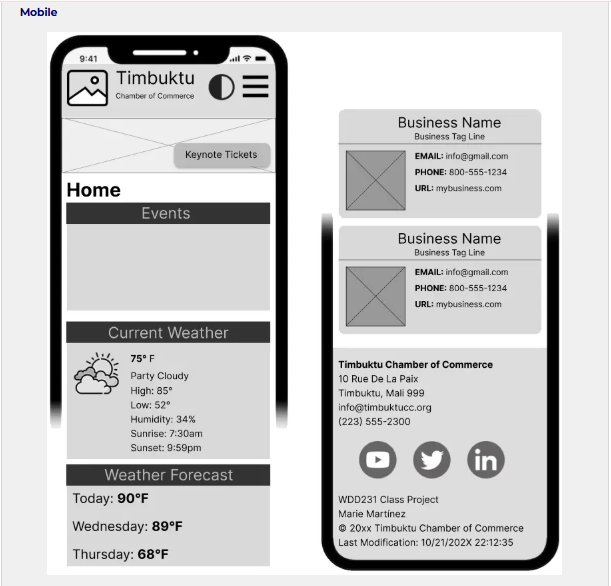 Mobile
9:41
Timbuktu
Chamber of Commerce
Keynote Tickets
Home
Events
Current Weather
75° F
Party Cloudy
High: 85°
Low: 52°
Humidity: 34%
Sunrise: 7:30am
Sunset: 9:59pm
Weather Forecast
Today: 90°F
Wednesday: 89°F
Thursday: 68°F
Business Name
Business Tag Line
EMAIL: info@gmail.com
PHONE: 800-555-1234
URL: mybusiness.com
Business Name
Business Tag Line
EMAIL: info@gmail.com
PHONE: 800-555-1234
URL: mybusiness.com
Timbuktu Chamber of Commerce
10 Rue De La Paix
Timbuktu, Mali 999
info@timbuktucc.org
(223) 555-2300
in
WDD231 Class Project
Marie Martínez
© 20xx Timbuktu Chamber of Commerce
Last Modification: 10/21/202X 22:12:35